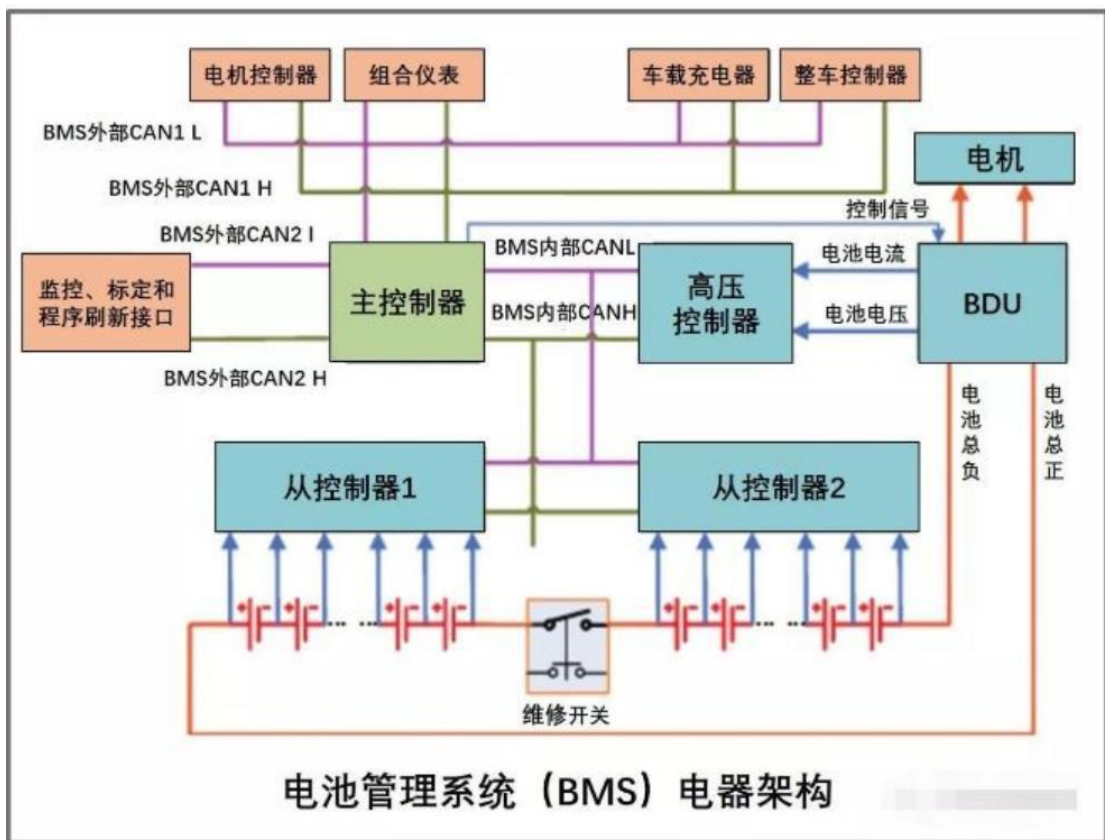 电机控制器
组合仪表
车载充电器
整车控制器
BMS外部CAN1 L
电机
BMS外部CAN1 H
控制信号
BMS外部CAN2 I
BMS内部CANL
电池电流
监控、标定和
程序刷新接口
主控制器
高压
控制器
BDU
BMS内部CANH
电池电压
BMS外部CAN2 H
电池总负
电池总正
从控制器1
从控制器2
维修开关
电池管理系统（BMS）电器架构